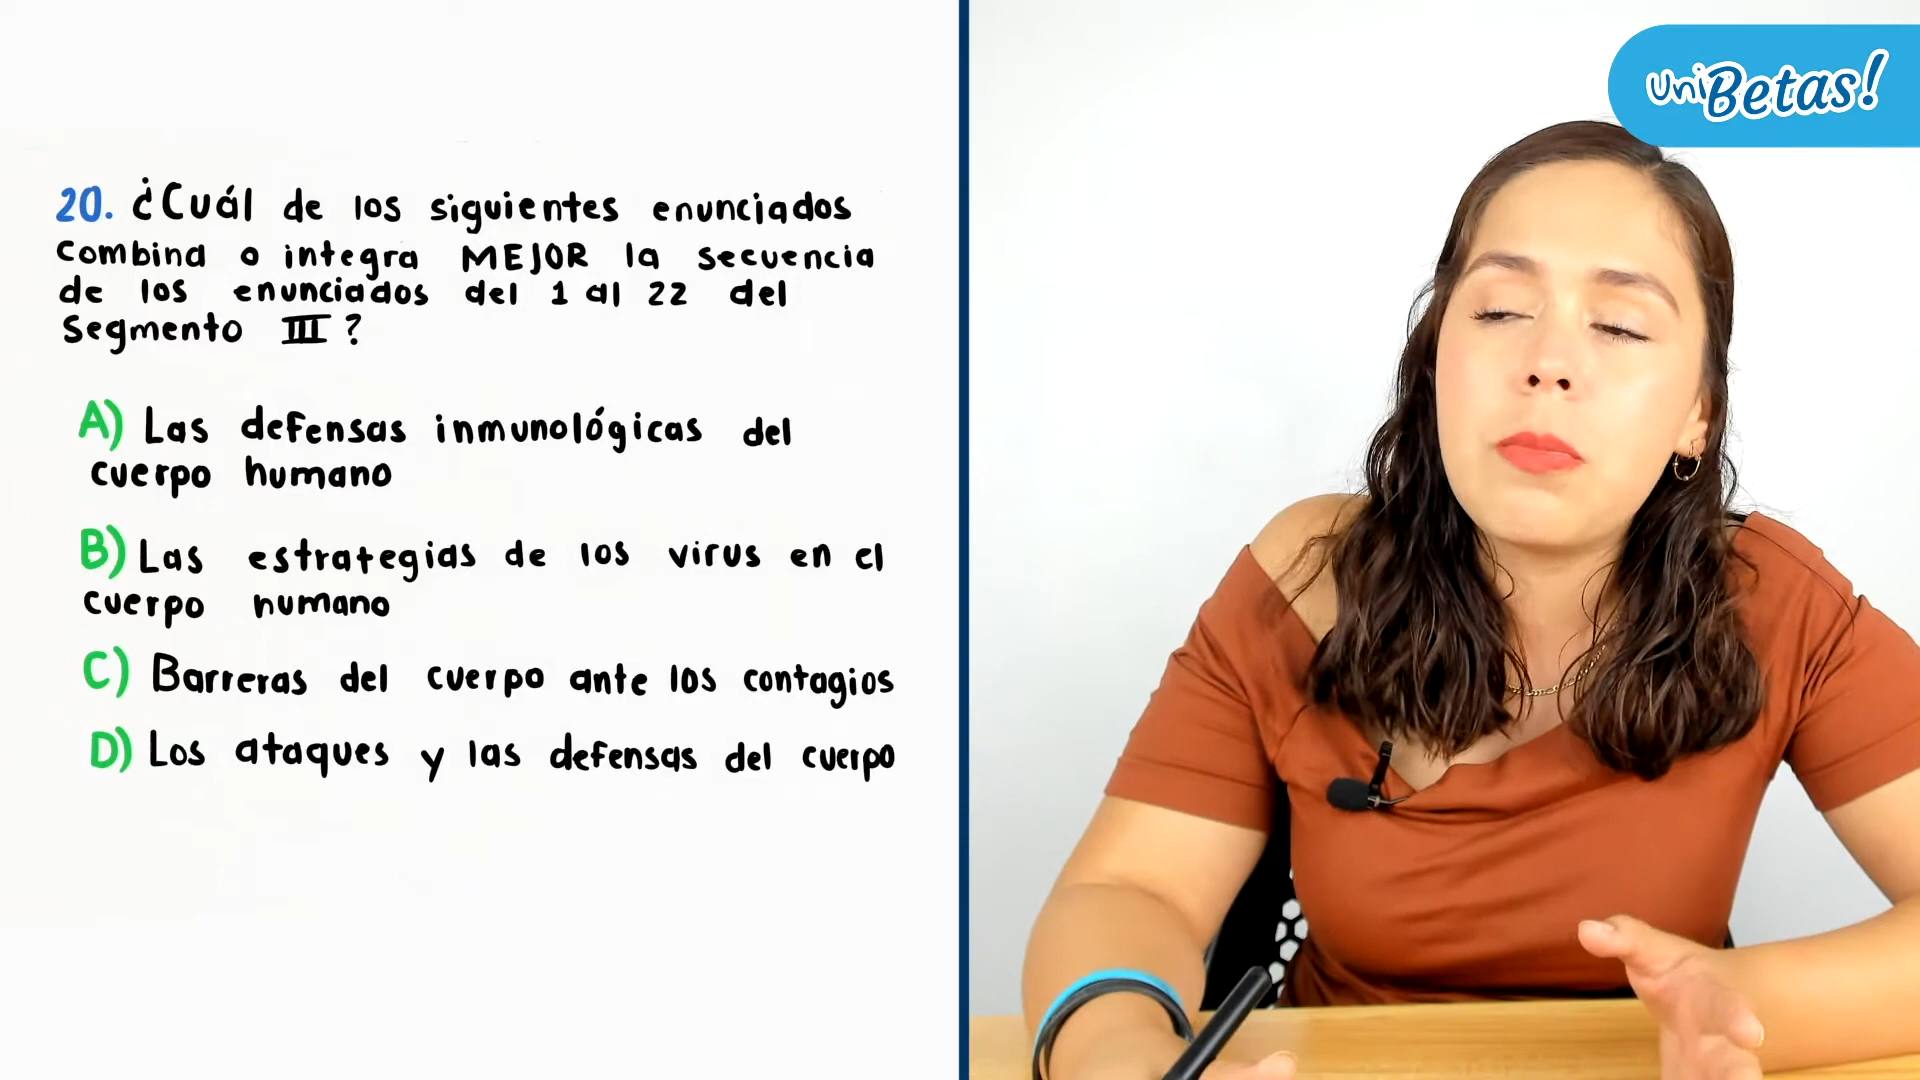 20. ¿Cuál de los siguientes enunciados
combina o integra MEJOR la secuencia
de los enunciados del 1 al 22 del
segmento III?
A) Las defensas inmunológicas del
cuerpo humano
B) Las estrategias de los virus en el
cuerpo humano
C) Barreras del cuerpo ante los contagios
D) Los ataques y las defensas del cuerpo
uniBetas!